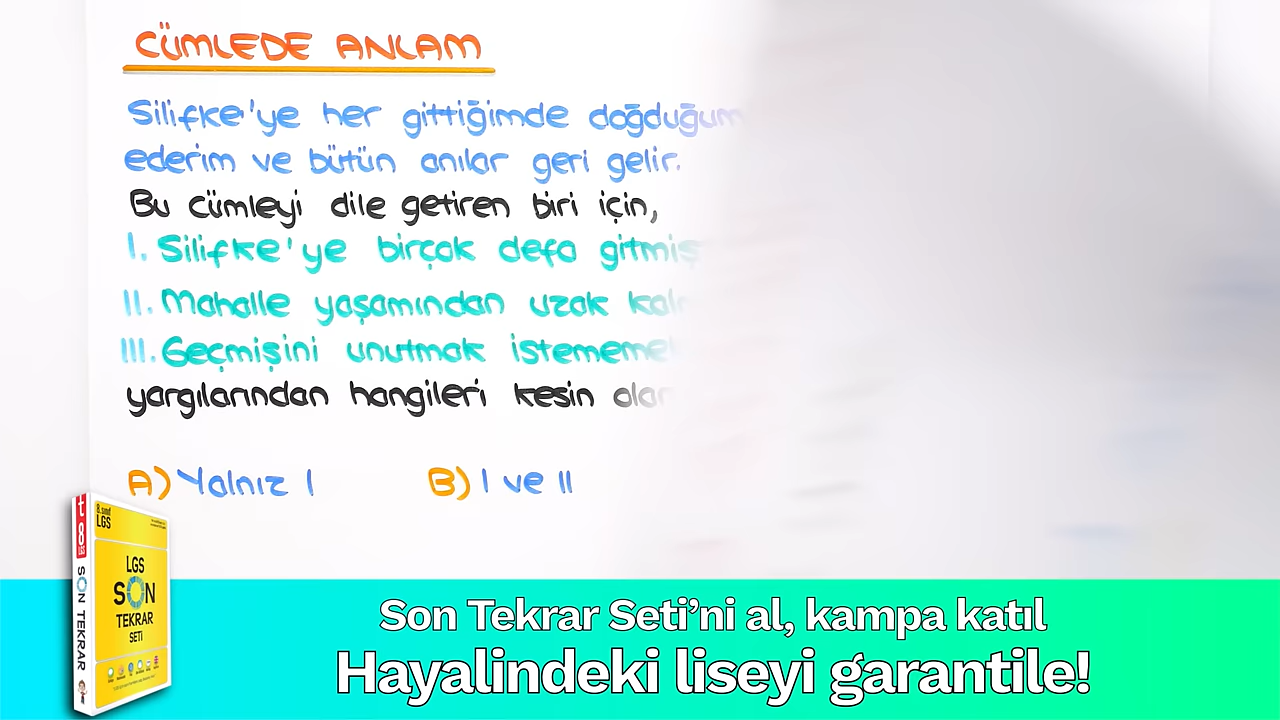 CÜMLEDE ANLAM
Silifke'ye her gittiğimde doğduğum
ederim ve bütün anılar geri gelir.
Bu cümleyi dile getiren biri için,
I. Silifke'ye birçok defa
II. Mahalle yaşamından uzak
III. Geçmişini unutmak
yargılarından hangileri kesin
A) Yalnız I
B) I ve II
8. sınıf
LGS
LGS
SON
TEKRAR
SETİ
SON TEKRAR
Son Tekrar Seti'ni al, kampa katıl
Hayalindeki liseyi garantile!